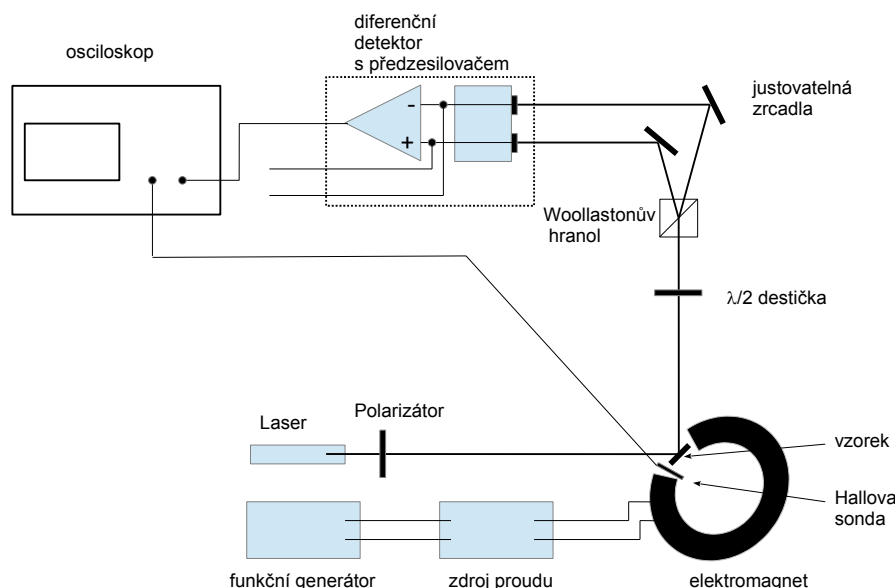 diferenční
detektor
s předzesilovačem
osciloskop
justovatelná
zrcadla
-
+
Woollastonův
hranol
λ/2 destička
Laser
Polarizátor
vzorek
Hallova
sonda
funkční generátor
zdroj proudu
elektromagnet